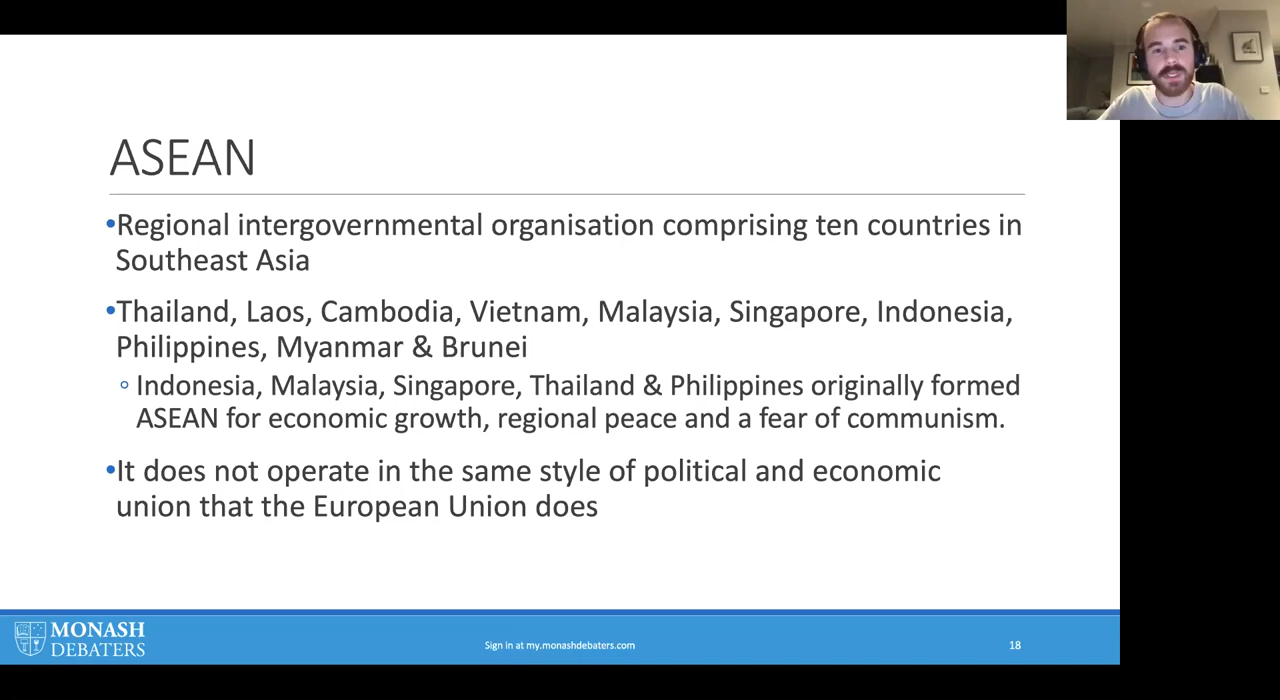 ASEAN
•Regional intergovernmental organisation comprising ten countries in
Southeast Asia
•Thailand, Laos, Cambodia, Vietnam, Malaysia, Singapore, Indonesia,
Philippines, Myanmar & Brunei
◦ Indonesia, Malaysia, Singapore, Thailand & Philippines originally formed
ASEAN for economic growth, regional peace and a fear of communism.
•It does not operate in the same style of political and economic
union that the European Union does
MONASH
DEBATERS
Sign in at my.monashdebaters.com
18